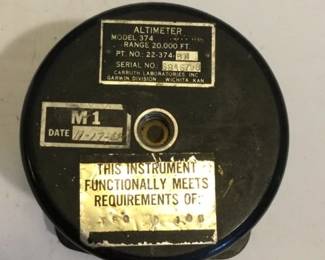 ALTIMETER
MODEL 374
RANGE 20,000 FT
PT. NO: 22-374-
SERIAL NO:
CARRUTH LABORATORIES, INC
GARWIN DIVISION WICHITA, KAN
M1
DATE
THIS INSTRUMENT
FUNCTIONALLY MEETS
REQUIREMENTS OF: